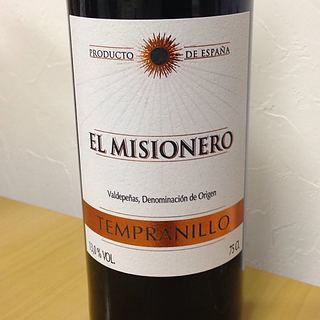 PRODUCTO DE ESPAÑA
EL MISIONERO
Valdepeñas, Denominación de Origen
TEMPRANILLO
13,0 % VOL. 75 CL